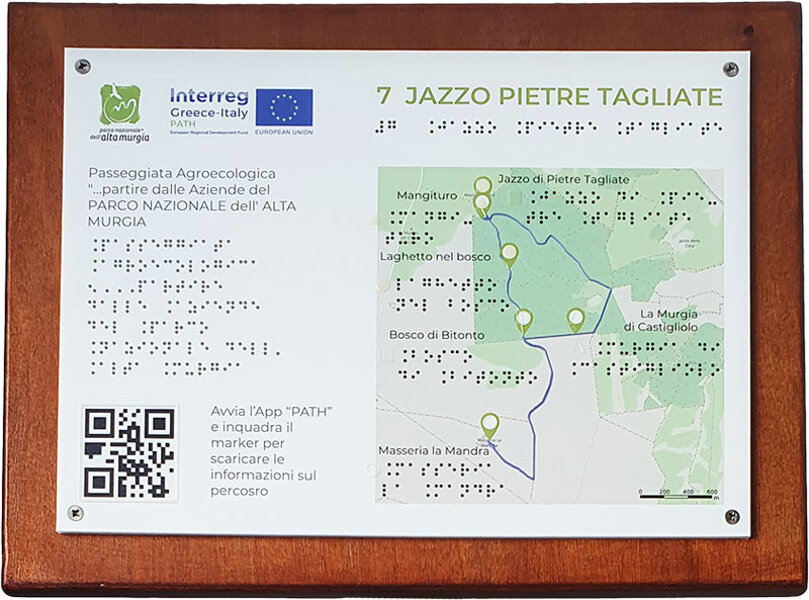 parco nazionale
dell'alta murgia
Interreg
Greece-Italy
PATH
European Regional Development Fund
EUROPEAN UNION
7 JAZZO PIETRE TAGLIATE
Passeggiata Agroecologica
"...partire dalle Aziende del
PARCO NAZIONALE dell' ALTA
MURGIA
Avvia l'App "PATH"
e inquadra il
marker per
scaricare le
informazioni sul
percosro
Jazzo di Pietre Tagliate
Mangituro
Laghetto nel bosco
La Murgia
di Castigliolo
Bosco di Bitonto
Masseria la Mandra
0 200 400 600
m